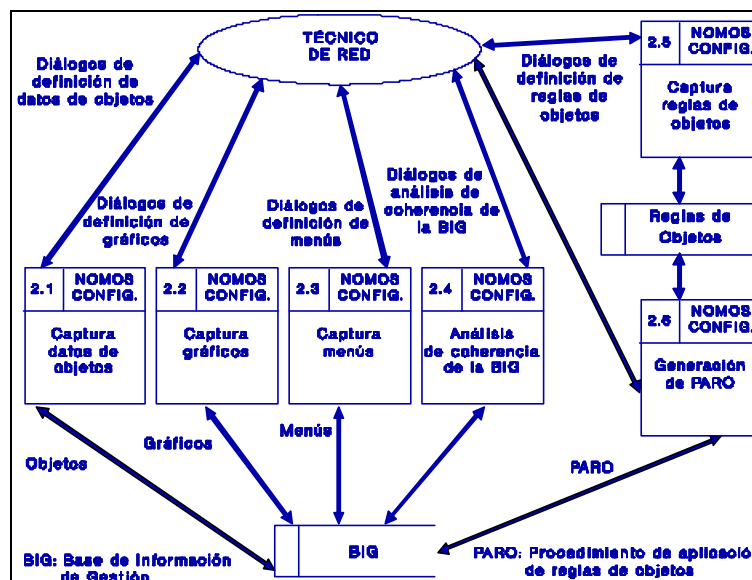 TÉCNICO
DE RED
Diálogos de
definición de
datos de objetos
Diálogos de
definición de
gráficos
Diálogos de
definición de
menús
Diálogos de
análisis de
coherencia de
la BIG
Diálogos de
definición de
reglas de
objetos
2.5 NOMOS
CONFIG.
Captura
reglas de
objetos
Reglas de
Objetos
2.6 NOMOS
CONFIG.
Generación
de PARO
2.1 NOMOS
CONFIG.
Captura
datos de
objetos
2.2 NOMOS
CONFIG.
Captura
gráficos
2.3 NOMOS
CONFIG.
Captura
menús
2.4 NOMOS
CONFIG.
Análisis
de coherencia
de la BIG
Objetos
Gráficos
Menús
PARO
BIG
BIG: Base de Información
de Gestión
PARO: Procedimiento de aplicació
de reglas de objetos